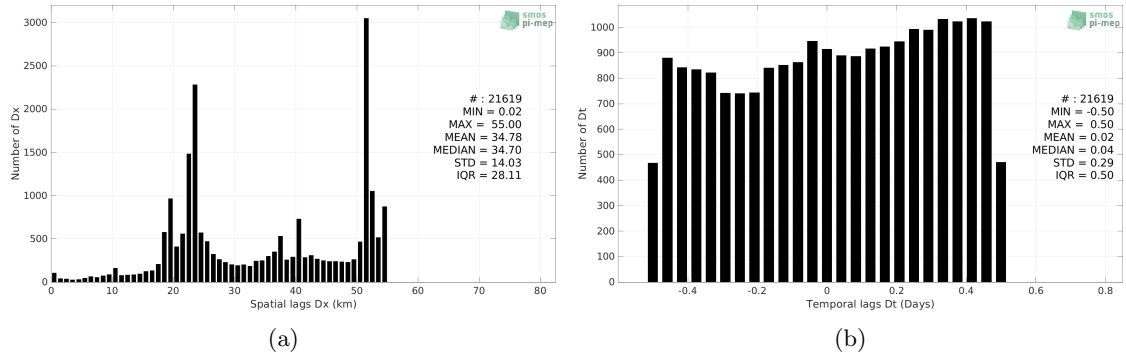 smos
pi-mep
3000
2500
2000
1500
1000
500
0
Number of Dx
# : 21619
MIN = 0.02
MAX = 55.00
MEAN = 34.78
MEDIAN = 34.70
STD = 14.03
IQR = 28.11
0 10 20 30 40 50 60 70 80
Spatial lags Dx (km)
(a)
smos
pi-mep
1000
900
800
700
600
500
400
300
200
100
0
Number of Dt
# : 21619
MIN = -0.50
MAX = 0.50
MEAN = 0.02
MEDIAN = 0.04
STD = 0.29
IQR = 0.50
-0.4 -0.2 0 0.2 0.4 0.6 0.8
Temporal lags Dt (Days)
(b)